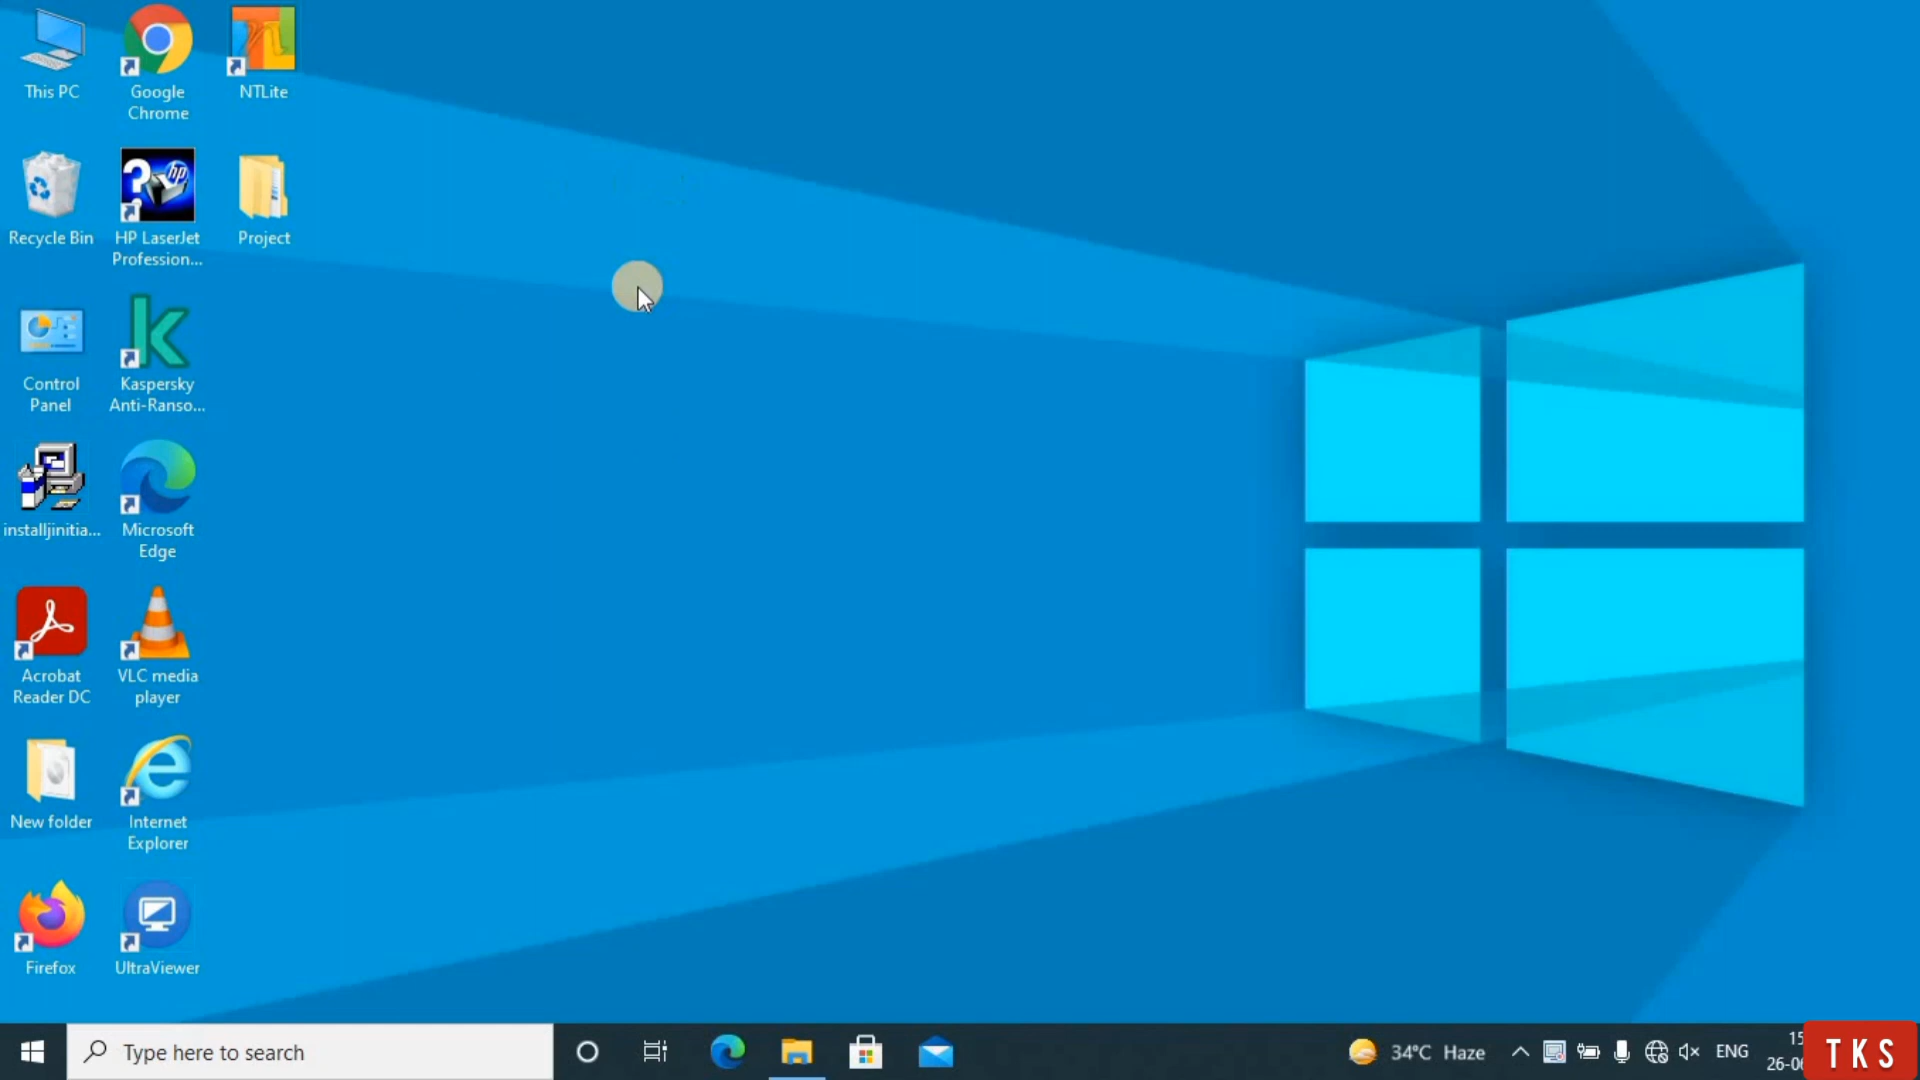 This PC
Google
Chrome
NTLite
Recycle Bin
HP LaserJet
Profession...
Project
Control
Panel
Kaspersky
Anti-Ranso...
installjinitia...
Microsoft
Edge
Acrobat
Reader DC
VLC media
player
New folder
Internet
Explorer
Firefox
UltraViewer
Type here to search
34°C Haze
ENG
TKS